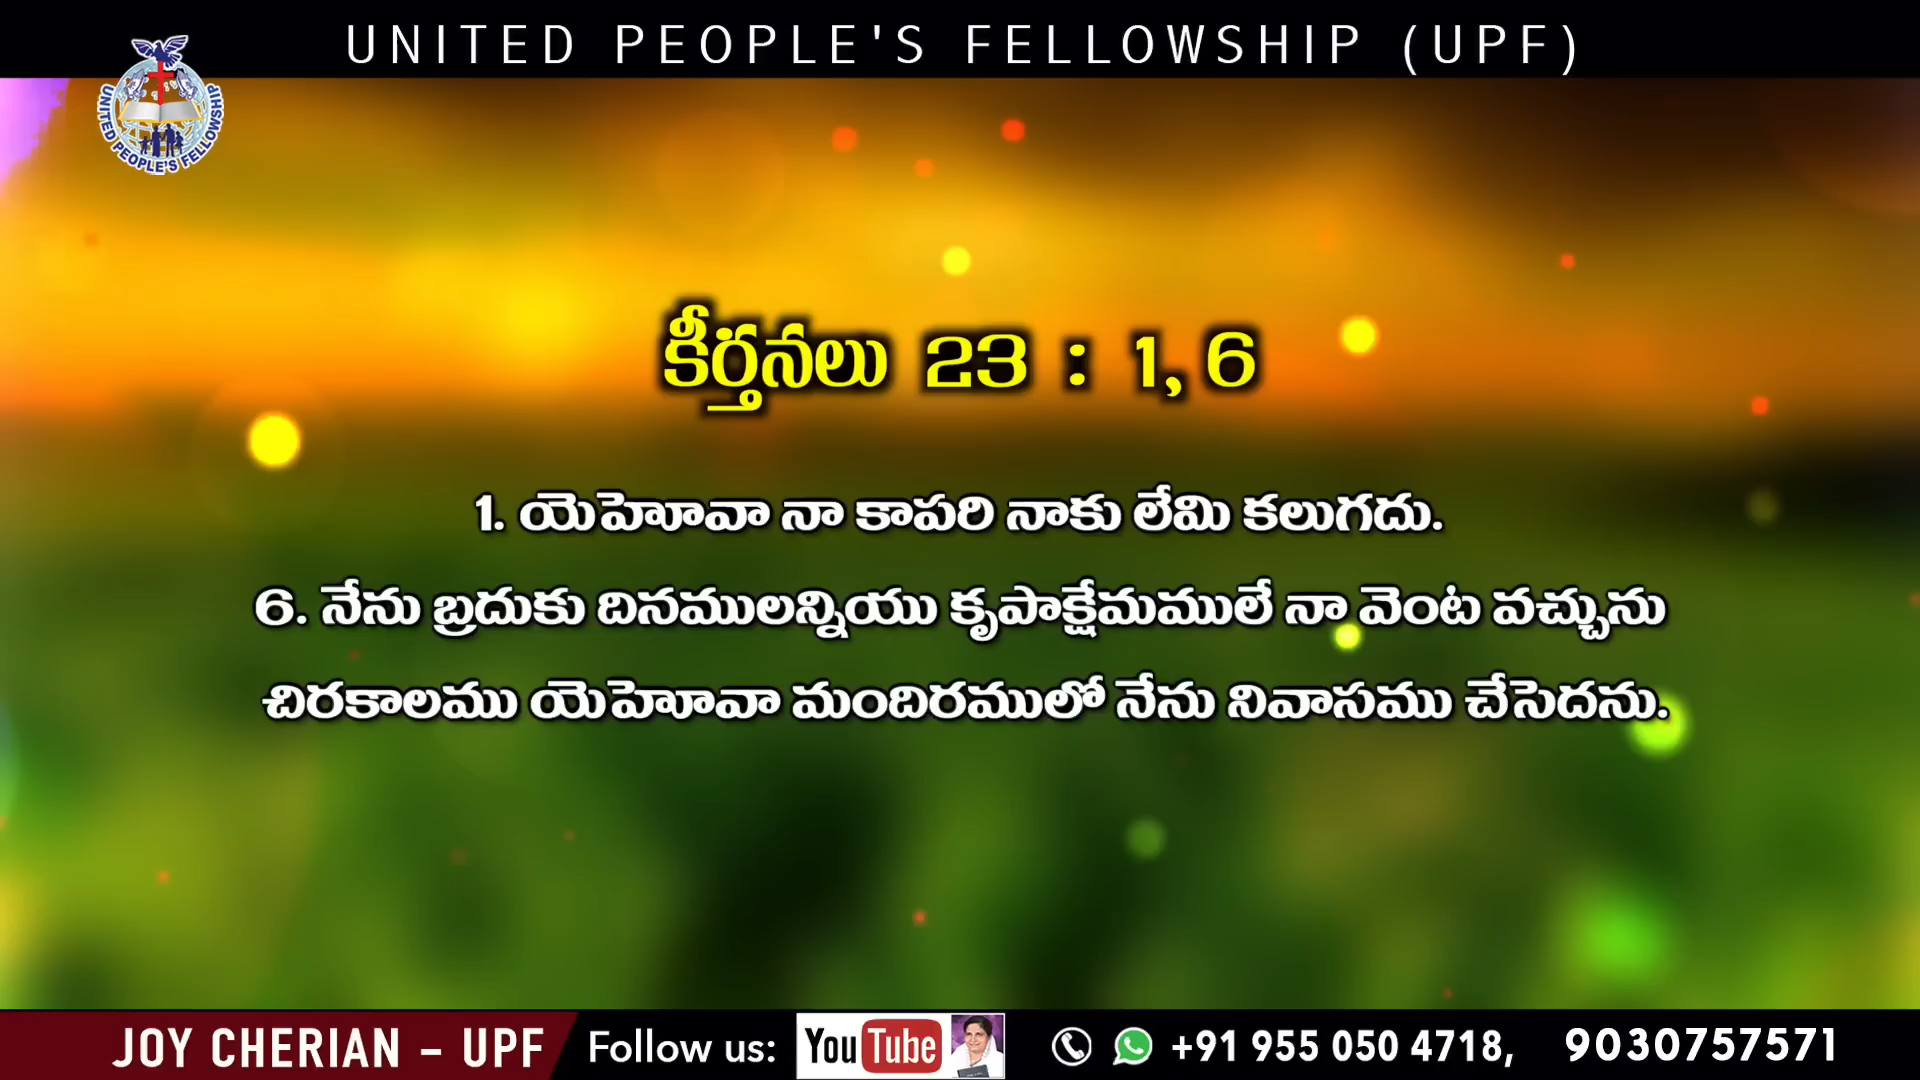 UNITED PEOPLE'S FELLOWSHIP (UPF)
UNITED PEOPLE'S FELLOWSHIP
కీర్తనలు 23 : 1, 6
1. యెహెూవా నా కాపరి నాకు లేమి కలుగదు.
6. నేను బ్రదుకు దినములన్నియు కృపాక్షేమములే నా వెంట వచ్చును
చిరకాలము యెహెూవా మందిరములో నేను నివాసము చేసెదను.
JOY CHERIAN - UPF Follow us: YouTube +91 955 050 4718, 9030757571